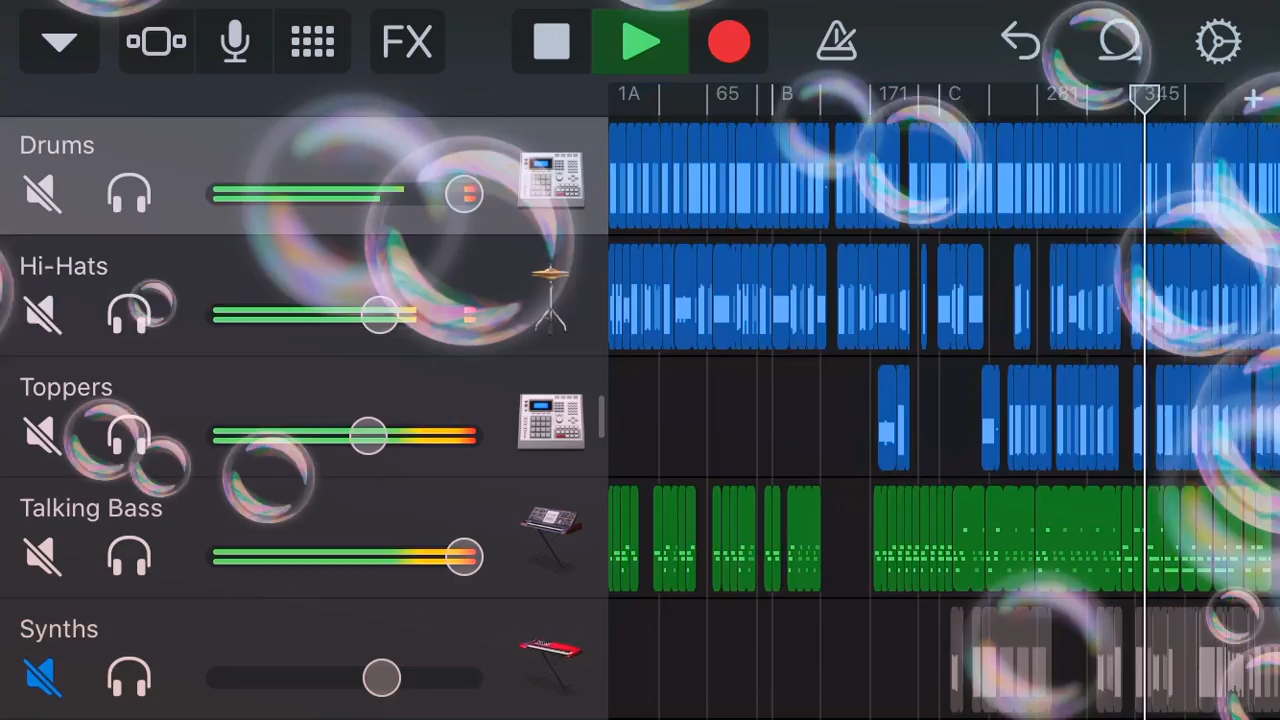 FX
1A 65 B 171 C 281 345 +
Drums
Hi-Hats
Toppers
Talking Bass
Synths